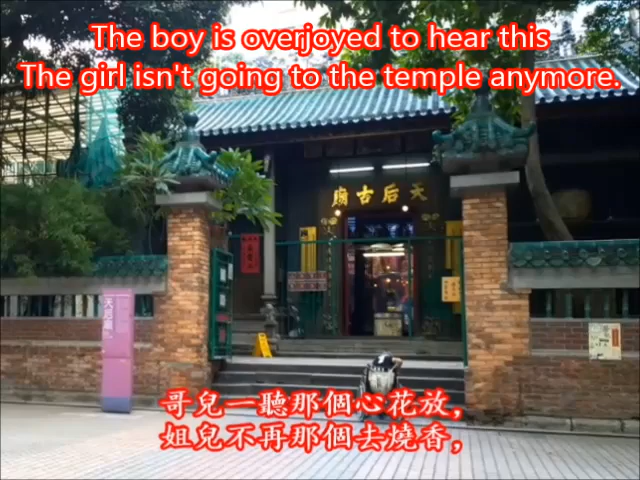 The boy is overjoyed to hear this
The girl isn't going to the temple anymore.
廟古后天
哥兒一聽那個心花放,
姐兒不再那個去燒香,